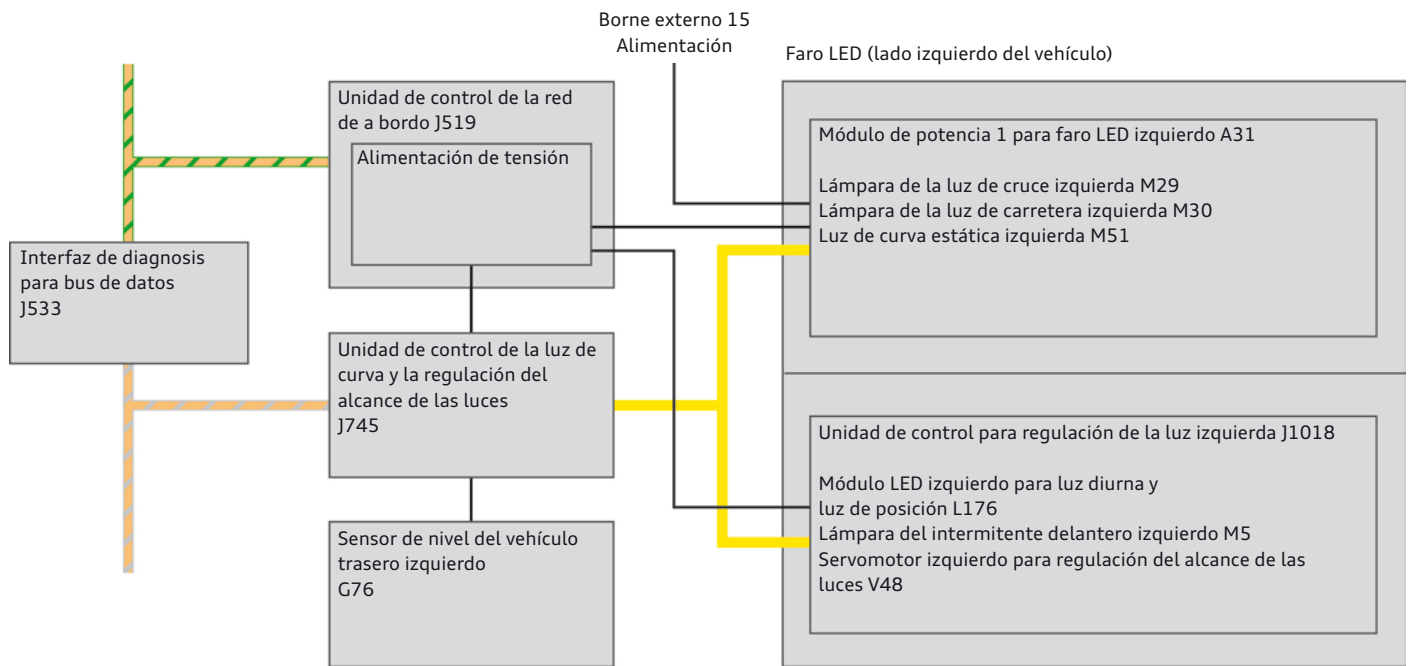 Borne externo 15
Alimentación
Faro LED (lado izquierdo del vehículo)
Unidad de control de la red
de a bordo J519
Alimentación de tensión
Módulo de potencia 1 para faro LED izquierdo A31
Lámpara de la luz de cruce izquierda M29
Lámpara de la luz de carretera izquierda M30
Luz de curva estática izquierda M51
Interfaz de diagnosis
para bus de datos
J533
Unidad de control de la luz de
curva y la regulación del
alcance de las luces
J745
Unidad de control para regulación de la luz izquierda J1018
Módulo LED izquierdo para luz diurna y
luz de posición L176
Lámpara del intermitente delantero izquierdo M5
Servomotor izquierdo para regulación del alcance de las
luces V48
Sensor de nivel del vehículo
trasero izquierdo
G76